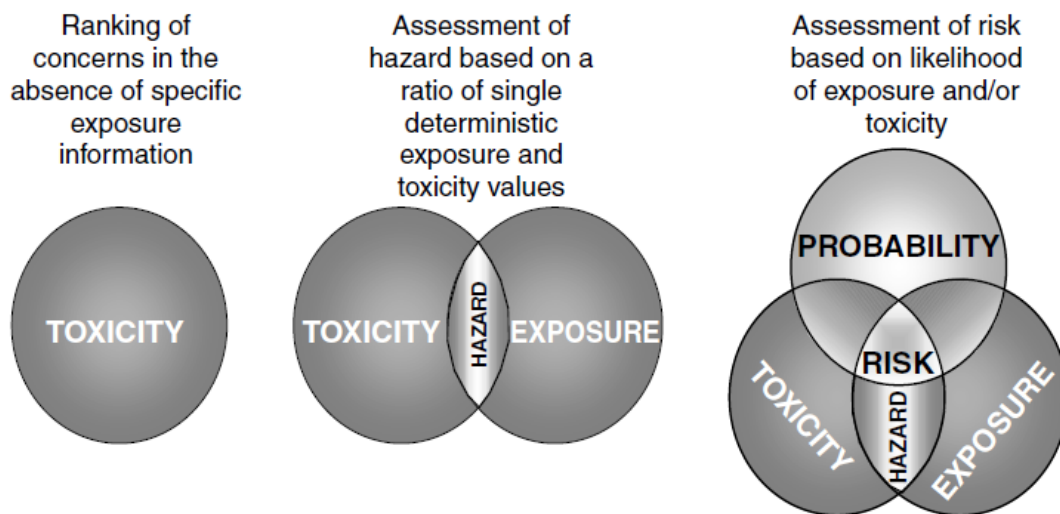 Ranking of
concerns in the
absence of specific
exposure
information
TOXICITY
Assessment of
hazard based on a
ratio of single
deterministic
exposure and
toxicity values
TOXICITY
HAZARD
EXPOSURE
Assessment of risk
based on likelihood
of exposure and/or
toxicity
PROBABILITY
RISK
TOXICITY
HAZARD
EXPOSURE